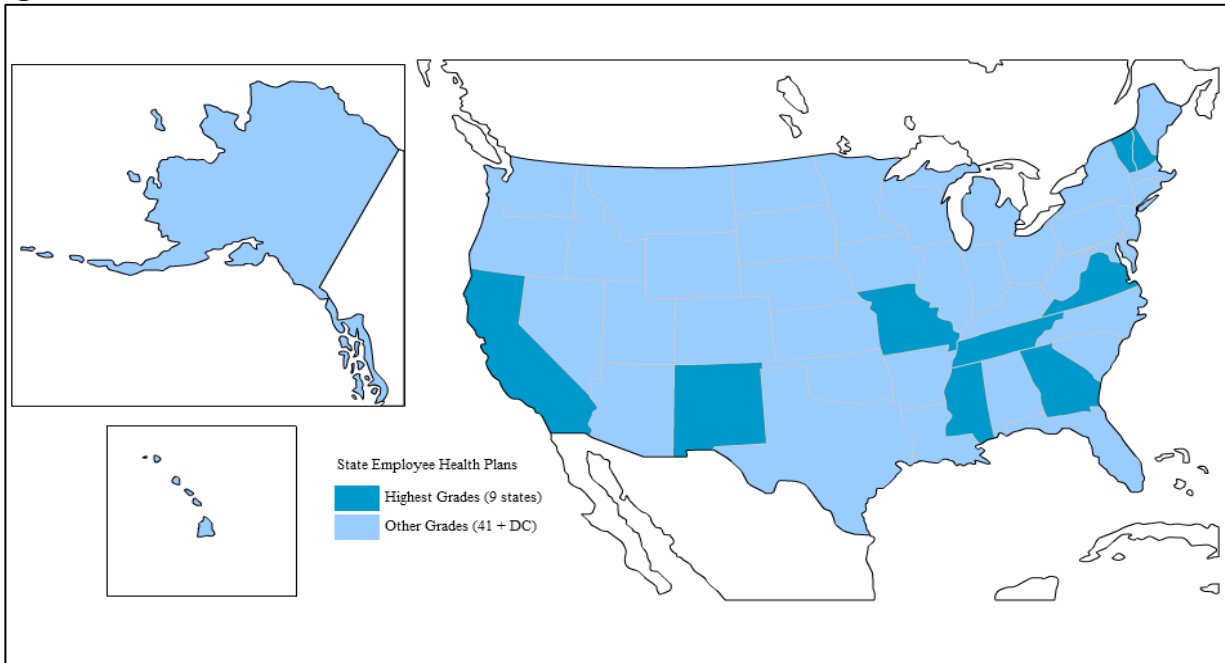 State Employee Health Plans
Highest Grades (9 states)
Other Grades (41 + DC)